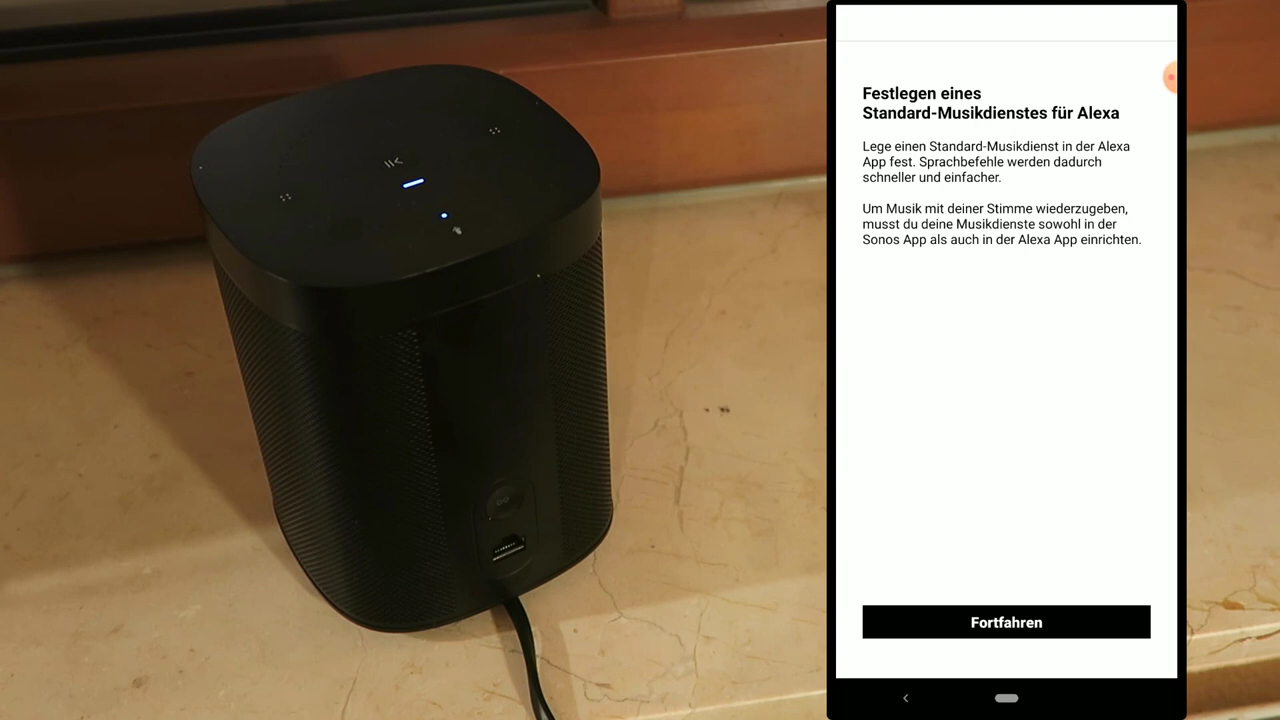 Festlegen eines
Standard-Musikdienstes für Alexa
Lege einen Standard-Musikdienst in der Alexa
App fest. Sprachbefehle werden dadurch
schneller und einfacher.
Um Musik mit deiner Stimme wiederzugeben,
musst du deine Musikdienste sowohl in der
Sonos App als auch in der Alexa App einrichten.
Fortfahren